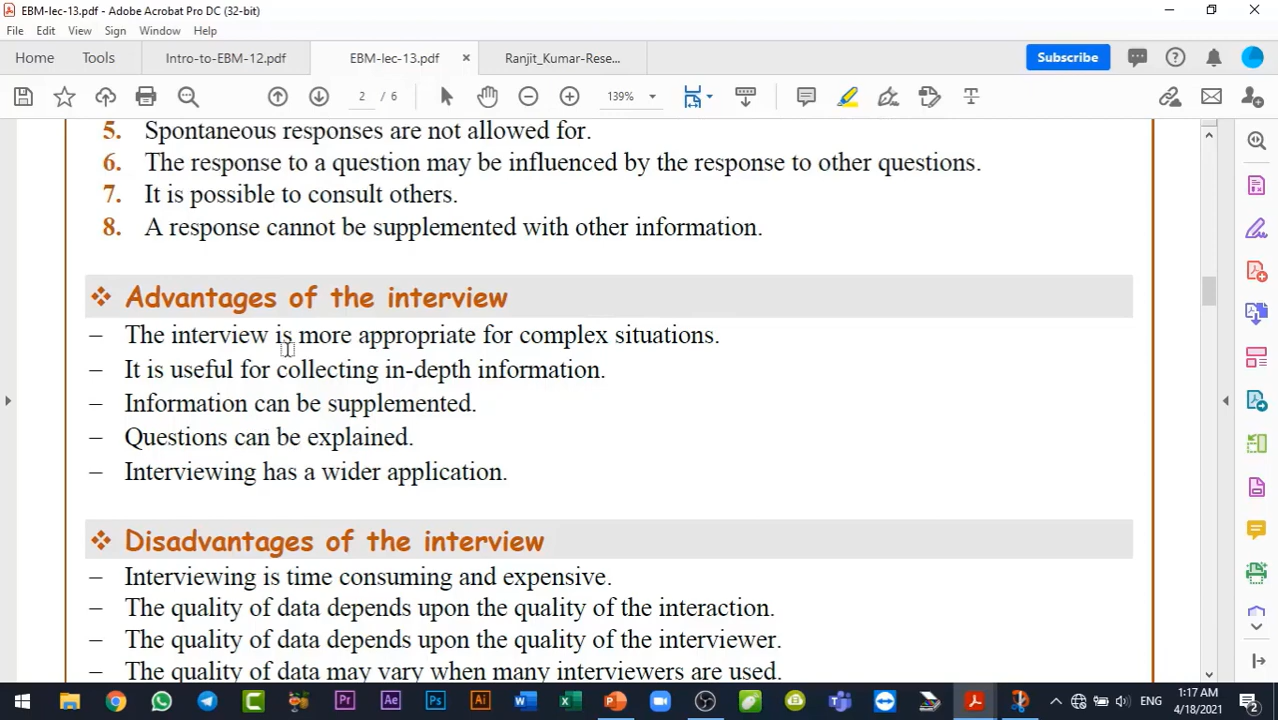 EBM-lec-13.pdf - Adobe Acrobat Pro DC (32-bit)
File Edit View Sign Window Help
Home Tools Intro-to-EBM-12.pdf EBM-lec-13.pdf × Ranjit_Kumar-Rese... Subscribe
2 / 6 139%
5. Spontaneous responses are not allowed for.
6. The response to a question may be influenced by the response to other questions.
7. It is possible to consult others.
8. A response cannot be supplemented with other information.
❖ Advantages of the interview
– The interview is more appropriate for complex situations.
– It is useful for collecting in-depth information.
– Information can be supplemented.
– Questions can be explained.
– Interviewing has a wider application.
❖ Disadvantages of the interview
– Interviewing is time consuming and expensive.
– The quality of data depends upon the quality of the interaction.
– The quality of data depends upon the quality of the interviewer.
– The quality of data may vary when many interviewers are used.
Pr Ae Ps Ai ENG 1:17 AM
4/18/2021 2